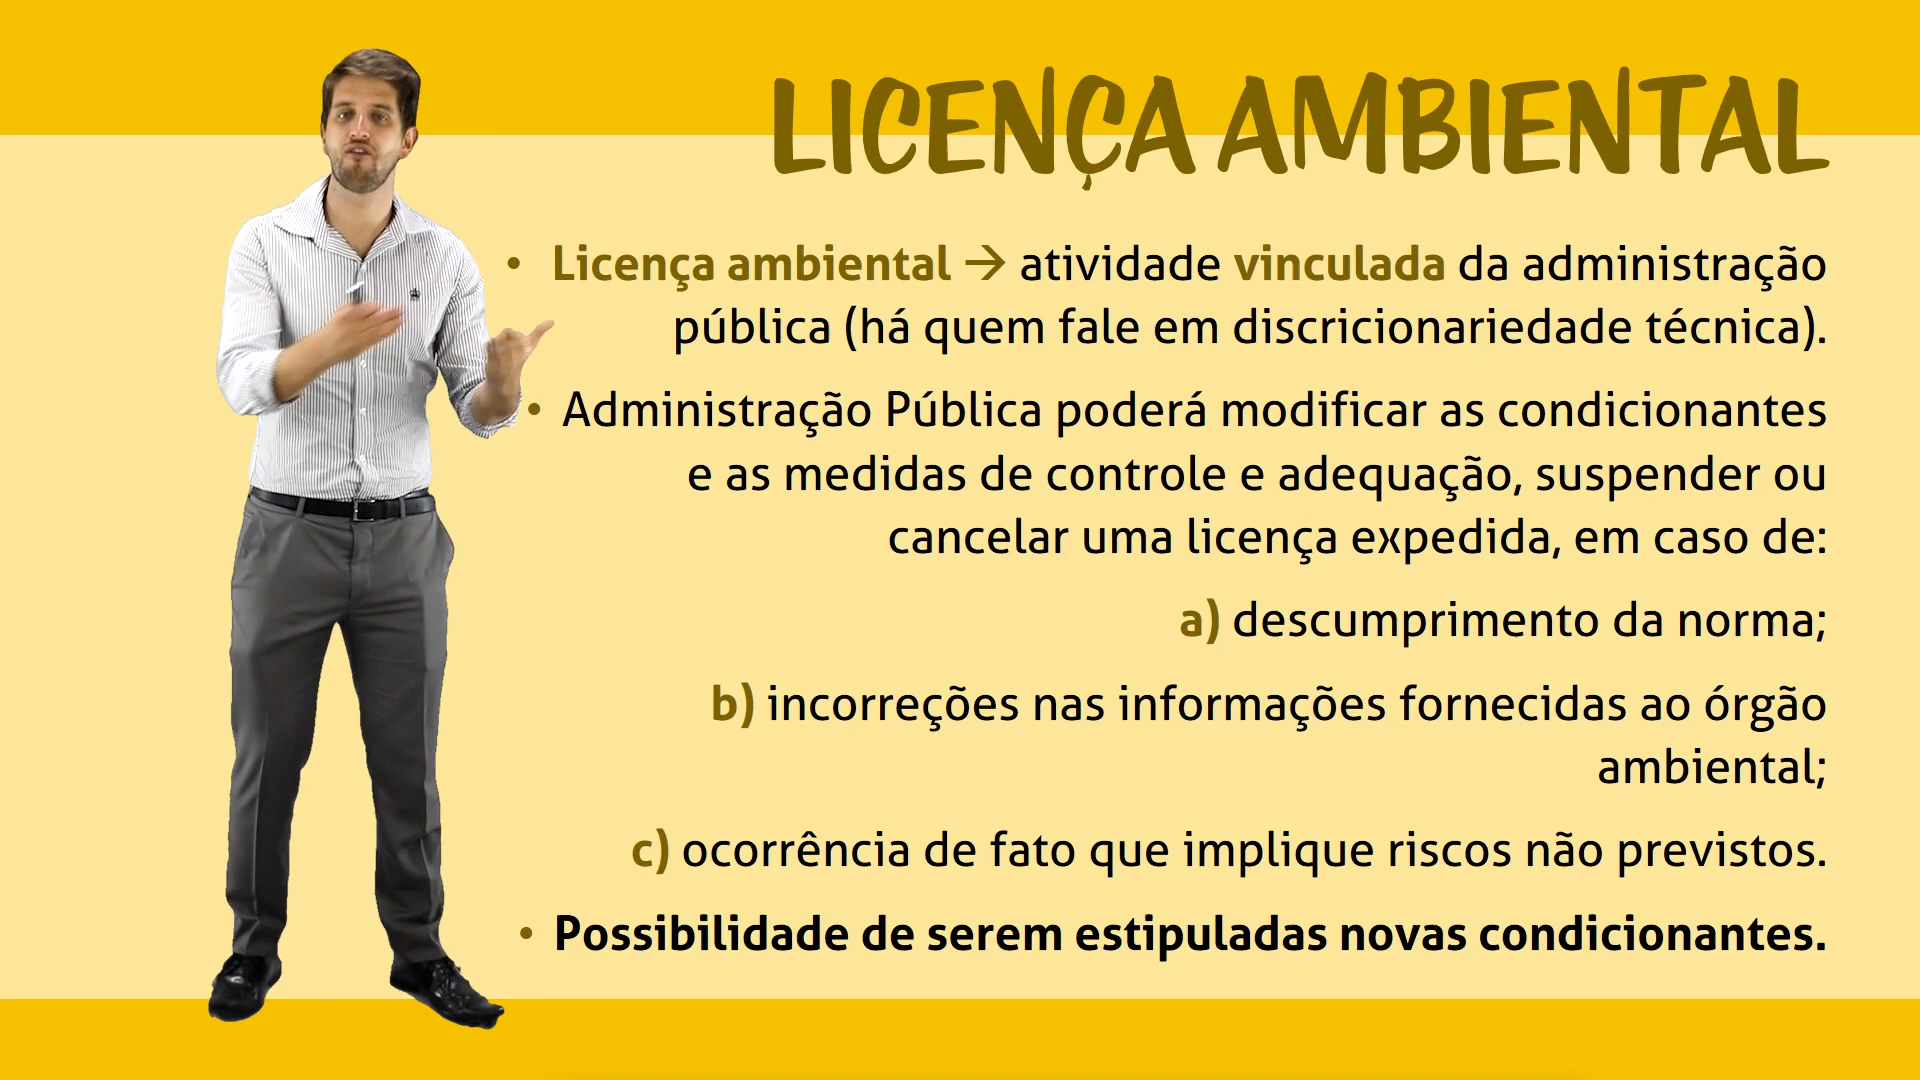 LICENÇA AMBIENTAL
• Licença ambiental → atividade vinculada da administração
pública (há quem fale em discricionariedade técnica).
• Administração Pública poderá modificar as condicionantes
e as medidas de controle e adequação, suspender ou
cancelar uma licença expedida, em caso de:
a) descumprimento da norma;
b) incorreções nas informações fornecidas ao órgão
ambiental;
c) ocorrência de fato que implique riscos não previstos.
• Possibilidade de serem estipuladas novas condicionantes.